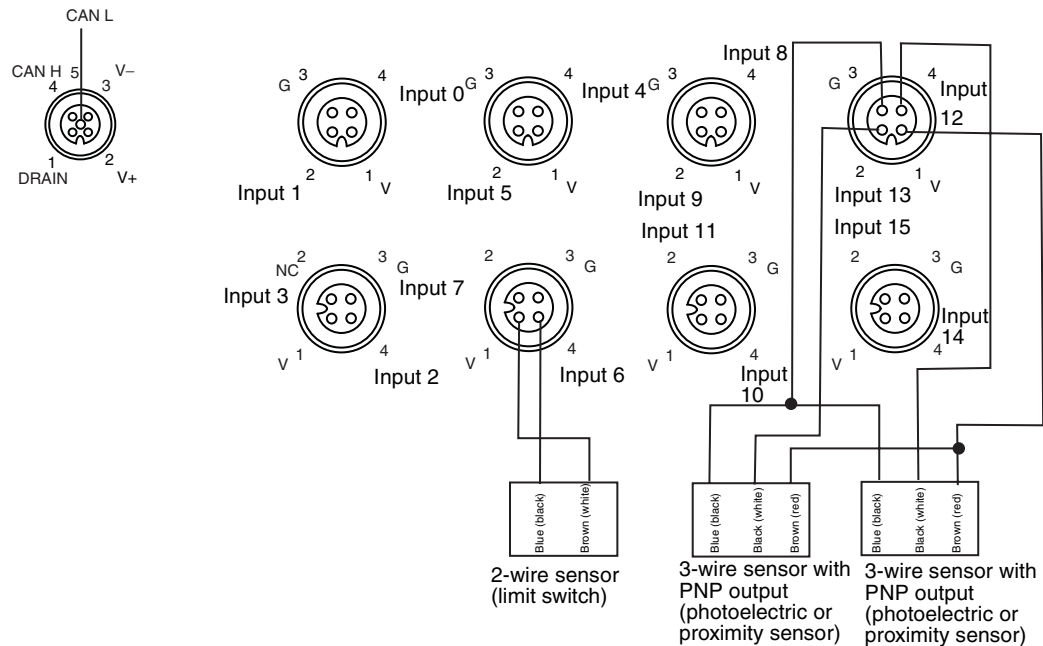 CAN L
CAN H 5 V–
4 3
1 2
DRAIN V+
G 3 4 Input 0
2 1 V
Input 1
G 3 4 Input 4
2 1 V
Input 5
Input 8
G 3 4
2 1 V
Input 9
G 3 4 Input
12
2 1 V
Input 13
NC 2 3 G
Input 3
V 1 4
Input 2
Input 7
2 3 G
V 1 4
Input 6
Input 11
2 3 G
V 1 4
Input
10
Input 15
2 3 G
Input
14
V 1 4
Blue (black)
Brown (white)
2-wire sensor
(limit switch)
Blue (black)
Black (white)
Brown (red)
3-wire sensor with
PNP output
(photoelectric or
proximity sensor)
Blue (black)
Black (white)
Brown (red)
3-wire sensor with
PNP output
(photoelectric or
proximity sensor)